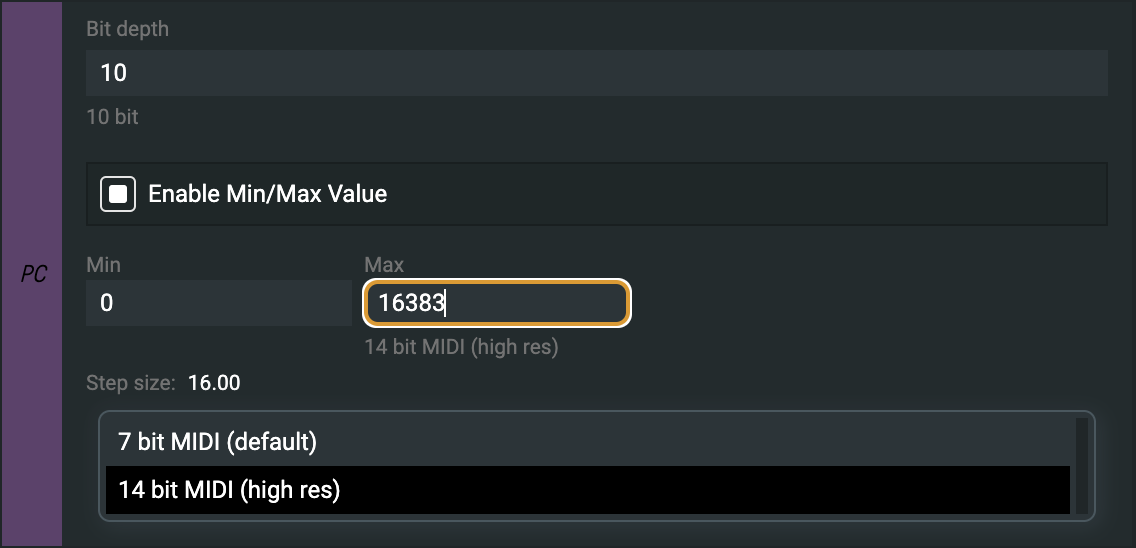 Bit depth
10
10 bit
Enable Min/Max Value
PC
Min
Max
0
16383
14 bit MIDI (high res)
Step size: 16.00
7 bit MIDI (default)
14 bit MIDI (high res)